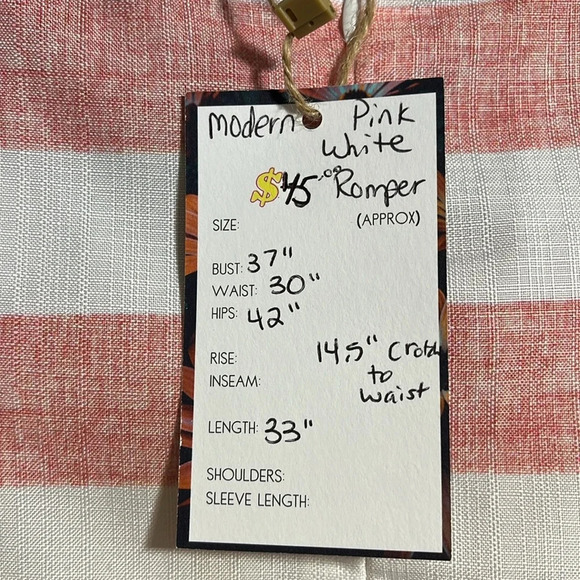 Modern Pink
White
$45.00 Romper
SIZE: (APPROX)
BUST: 37"
WAIST: 30"
HIPS: 42"
RISE: 14.5" Crotch
INSEAM: to
waist
LENGTH: 33"
SHOULDERS:
SLEEVE LENGTH: